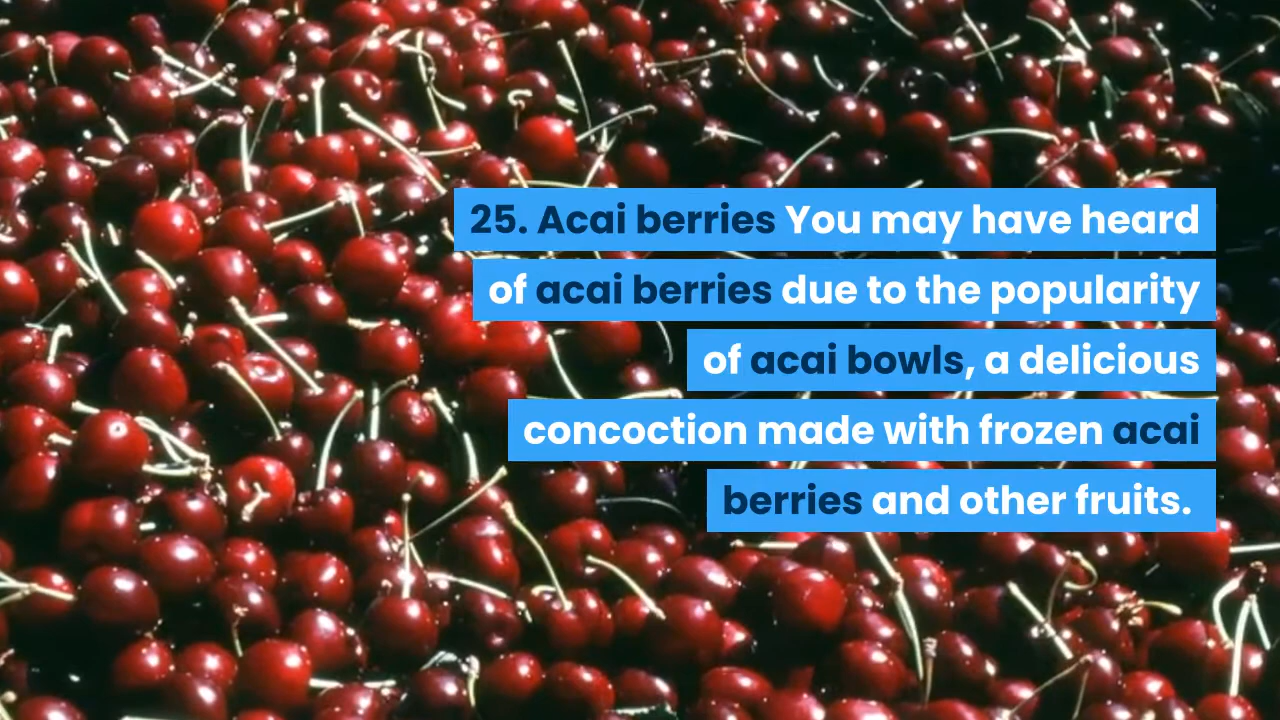 25. Acai berries You may have heard
of acai berries due to the popularity
of acai bowls, a delicious
concoction made with frozen acai
berries and other fruits.